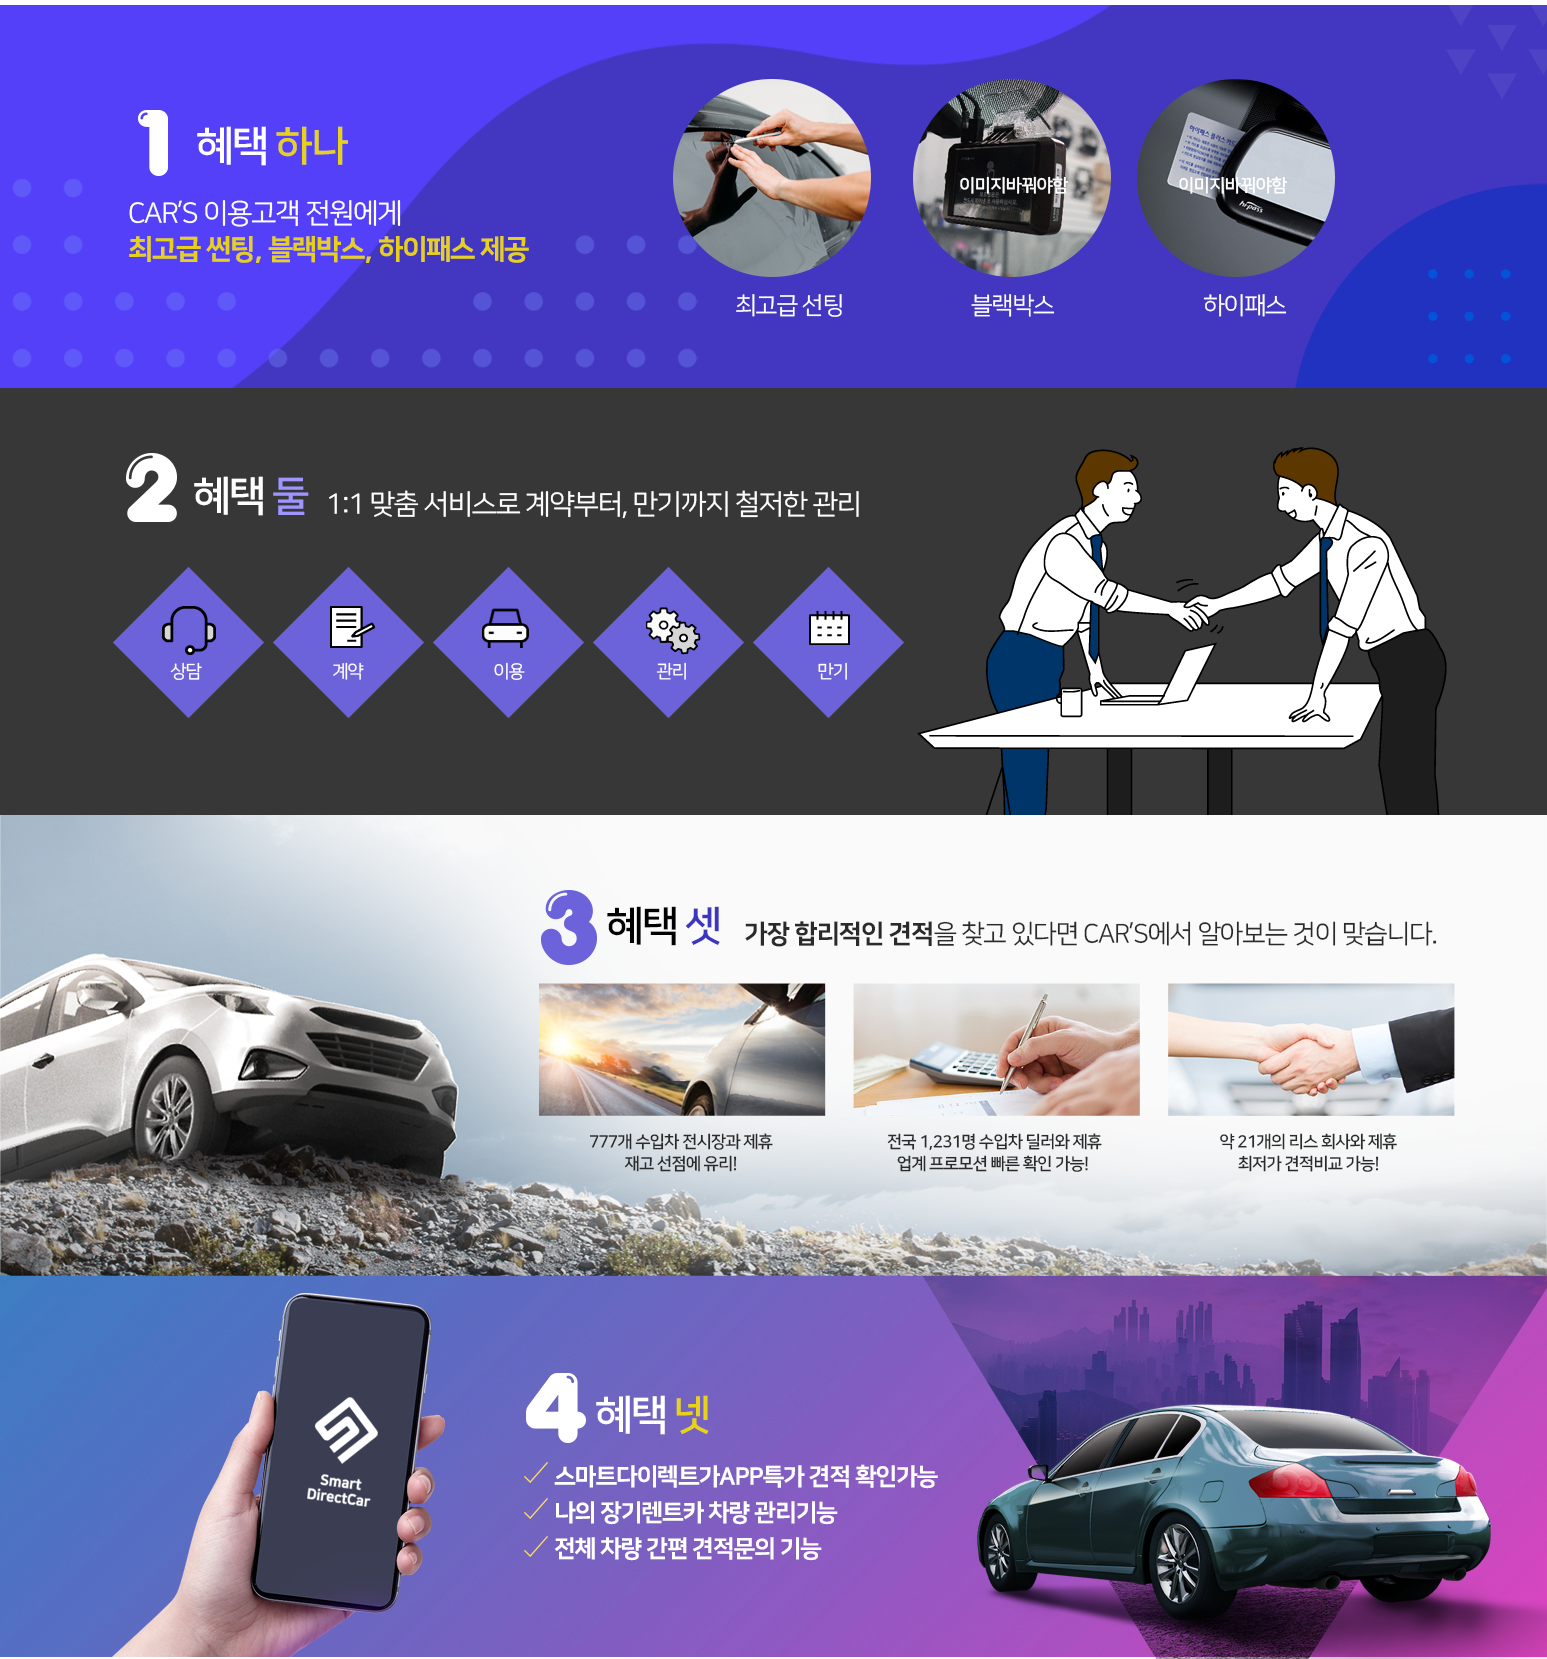 1 혜택 하나
CAR'S 이용고객 전원에게
최고급 썬팅, 블랙박스, 하이패스 제공
이미지바꿔야함
하이패스 플러스 카드
이미지바꿔야함
hi-pass
최고급 선팅
블랙박스
하이패스
2 혜택 둘 1:1 맞춤 서비스로 계약부터, 만기까지 철저한 관리
상담
계약
이용
관리
만기
3 혜택 셋 가장 합리적인 견적을 찾고 있다면 CAR'S에서 알아보는 것이 맞습니다.
777개 수입차 전시장과 제휴
재고 선점에 유리!
전국 1,231명 수입차 딜러와 제휴
업계 프로모션 빠른 확인 가능!
약 21개의 리스 회사와 제휴
최저가 견적비교 가능!
Smart
DirectCar
4 혜택 넷
스마트다이렉트가APP특가 견적 확인가능
나의 장기렌트카 차량 관리기능
전체 차량 간편 견적문의 기능